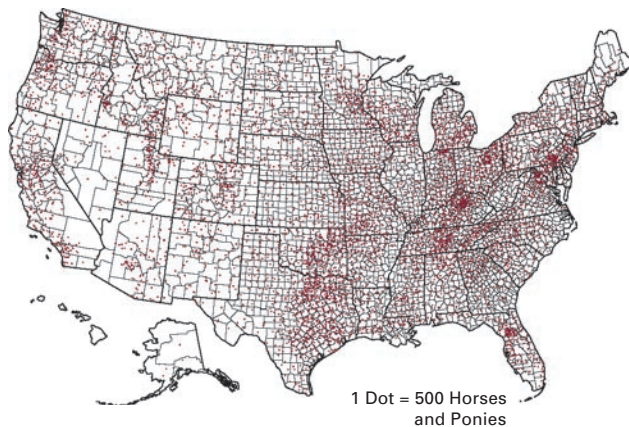 1 Dot = 500 Horses
and Ponies